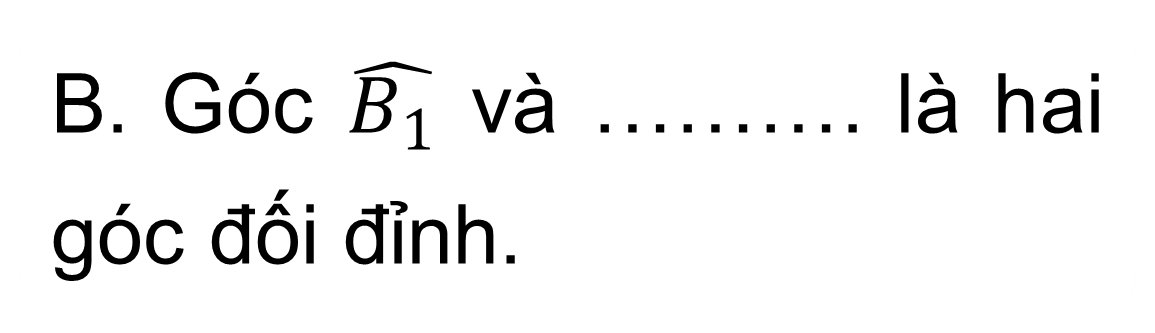 B. Góc $\widehat{B_1}$ và .......... là hai
góc đối đỉnh.